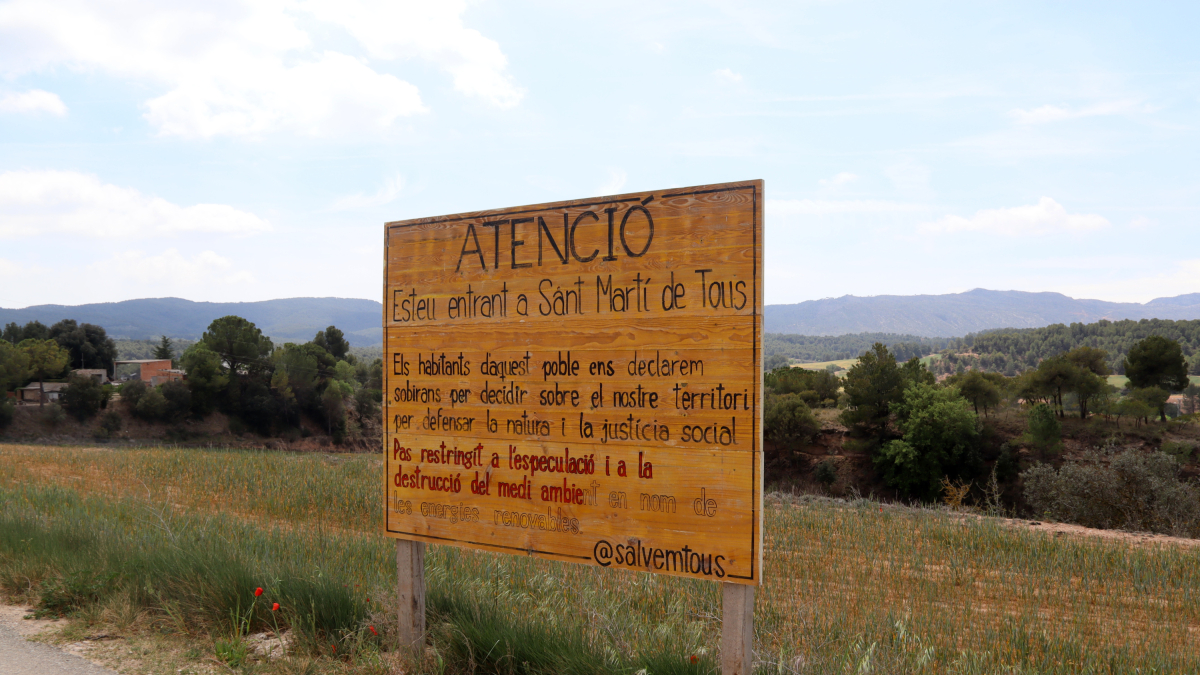 ATENCIÓ
Esteu entrant a Sánt Martí de Tous
Els habitants d'aquest poble ens declarem
sobirans per decidir sobre el nostre territori
per defensar la natura i la justícia social
Pas restringit a l'especulació i a la
destrucció del medi ambient en nom de
les energies renovables.
@salvemtous